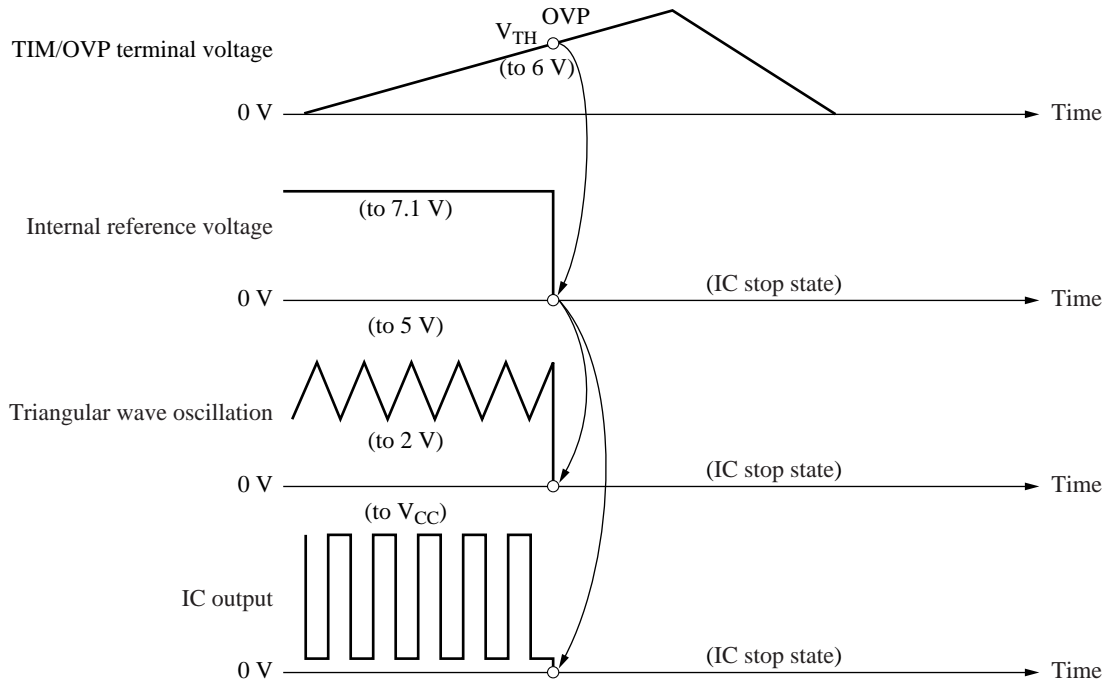 OVP
V_TH
TIM/OVP terminal voltage
(to 6 V)
0 V
Time
(to 7.1 V)
Internal reference voltage
(IC stop state)
0 V
Time
(to 5 V)
Triangular wave oscillation
(to 2 V)
(IC stop state)
0 V
Time
(to V_CC)
IC output
(IC stop state)
0 V
Time